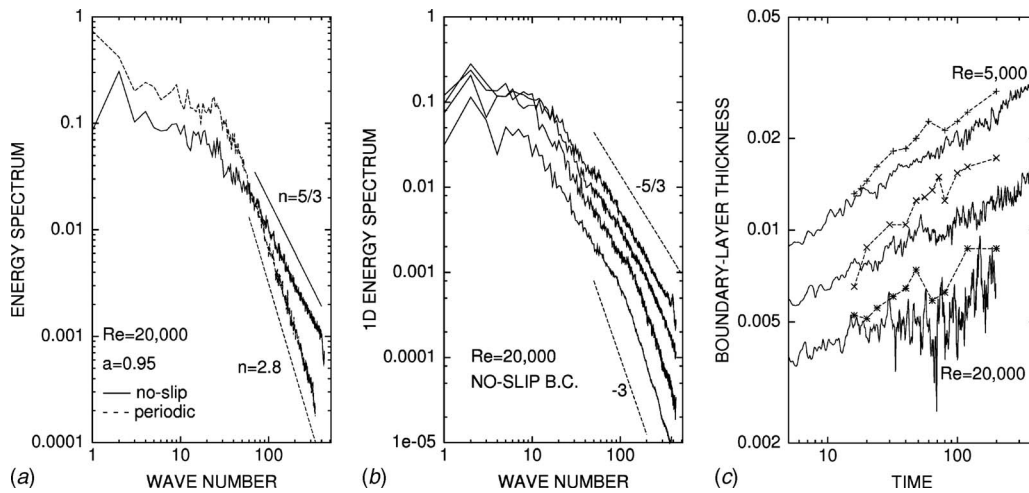 1
0.1
0.01
0.001
0.0001
1
10
100
ENERGY SPECTRUM
WAVE NUMBER
n=5/3
n=2.8
Re=20,000
a=0.95
no-slip
periodic
(a)
1
0.1
0.01
0.001
0.0001
1e-05
1
10
100
1D ENERGY SPECTRUM
WAVE NUMBER
-5/3
-3
Re=20,000
NO-SLIP B.C.
(b)
0.05
0.02
0.01
0.005
0.002
10
100
BOUNDARY-LAYER THICKNESS
TIME
Re=5,000
Re=20,000
(c)